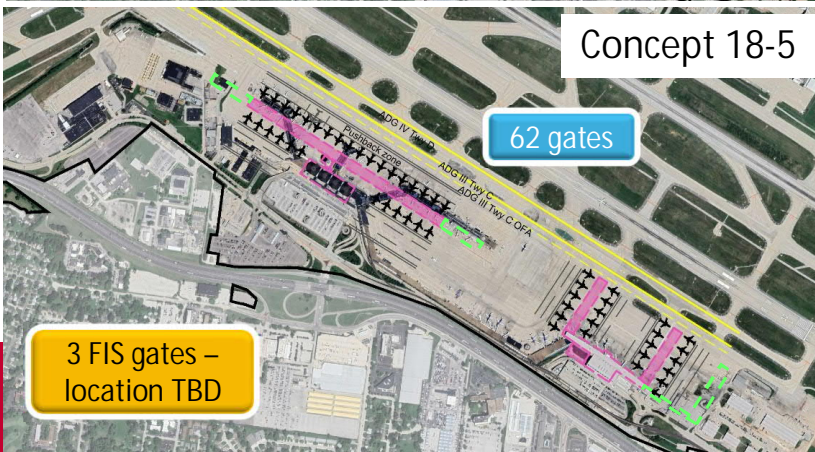 Concept 18-5
62 gates
ADG IV Twy D
Pushback zone
ADG III Twy C
ADG III Twy C OFA
3 FIS gates –
location TBD